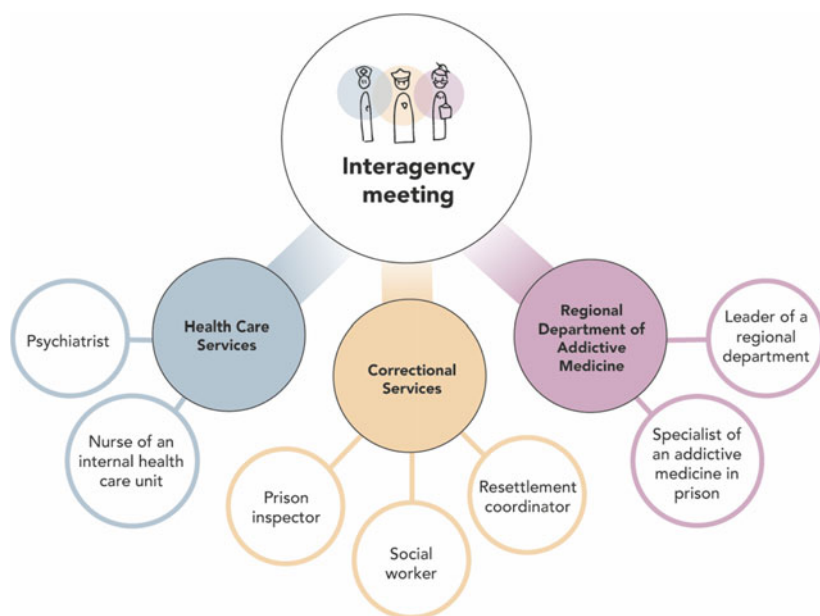 Interagency
meeting
Health Care
Services
Psychiatrist
Nurse of an
internal health
care unit
Correctional
Services
Prison
inspector
Social
worker
Resettlement
coordinator
Regional
Department of
Addictive
Medicine
Leader of a
regional
department
Specialist of
an addictive
medicine in
prison